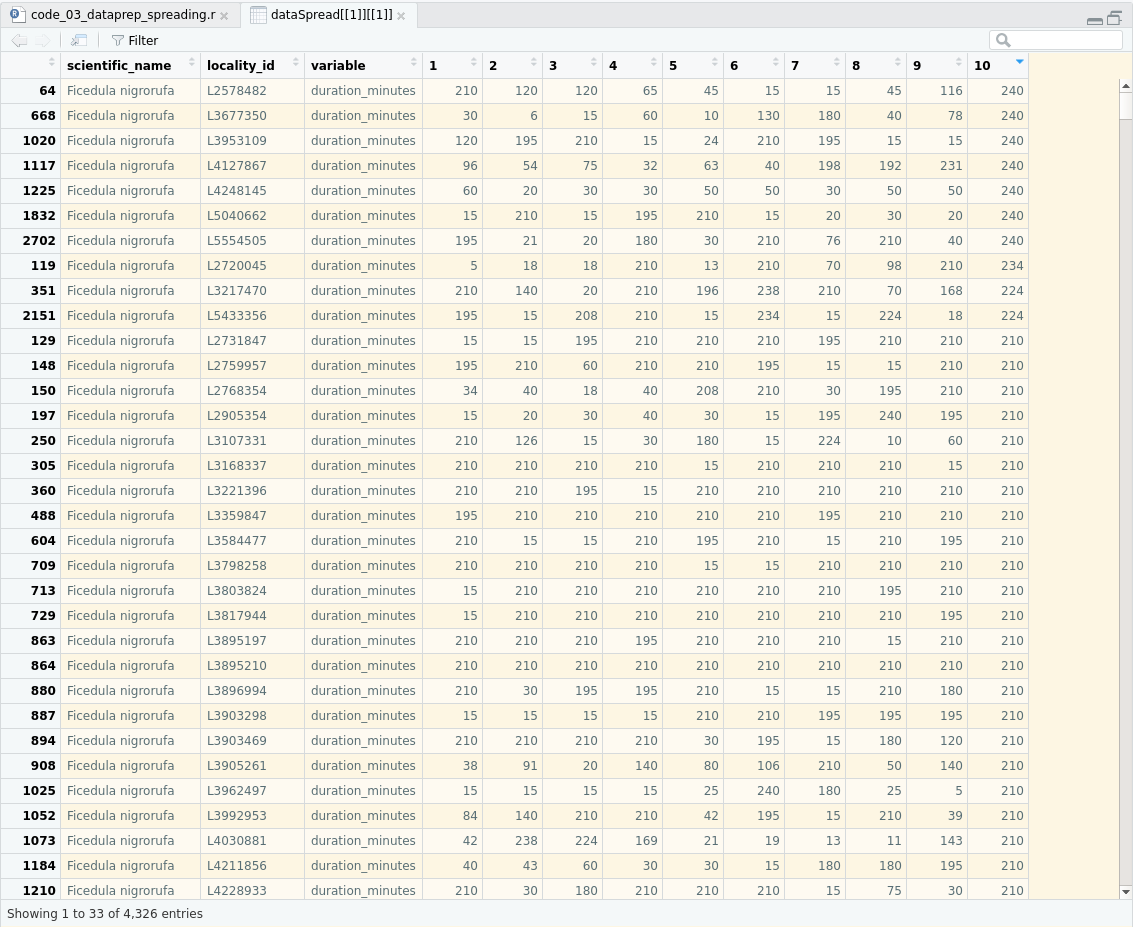 code_03_dataprep_spreading.r dataSpread[[1]][[1]]
Filter
scientific_name locality_id variable 1 2 3 4 5 6 7 8 9 10
64 Ficedula nigrorufa L2578482 duration_minutes 210 120 120 65 45 15 15 45 116 240
668 Ficedula nigrorufa L3677350 duration_minutes 30 6 15 60 10 130 180 40 78 240
1020 Ficedula nigrorufa L3953109 duration_minutes 120 195 210 15 24 210 195 15 15 240
1117 Ficedula nigrorufa L4127867 duration_minutes 96 54 75 32 63 40 198 192 231 240
1225 Ficedula nigrorufa L4248145 duration_minutes 60 20 30 30 50 50 30 50 50 240
1832 Ficedula nigrorufa L5040662 duration_minutes 15 210 15 195 210 15 20 30 20 240
2702 Ficedula nigrorufa L5554505 duration_minutes 195 21 20 180 30 210 76 210 40 240
119 Ficedula nigrorufa L2720045 duration_minutes 5 18 18 210 13 210 70 98 210 234
351 Ficedula nigrorufa L3217470 duration_minutes 210 140 20 210 196 238 210 70 168 224
2151 Ficedula nigrorufa L5433356 duration_minutes 195 15 208 210 15 234 15 224 18 224
129 Ficedula nigrorufa L2731847 duration_minutes 15 15 195 210 210 210 195 210 210 210
148 Ficedula nigrorufa L2759957 duration_minutes 195 210 60 210 210 195 15 15 210 210
150 Ficedula nigrorufa L2768354 duration_minutes 34 40 18 40 208 210 30 195 210 210
197 Ficedula nigrorufa L2905354 duration_minutes 15 20 30 40 30 15 195 240 195 210
250 Ficedula nigrorufa L3107331 duration_minutes 210 126 15 30 180 15 224 10 60 210
305 Ficedula nigrorufa L3168337 duration_minutes 210 210 210 210 15 210 210 210 15 210
360 Ficedula nigrorufa L3221396 duration_minutes 210 210 195 15 210 210 210 210 210 210
488 Ficedula nigrorufa L3359847 duration_minutes 195 210 210 210 210 210 195 210 210 210
604 Ficedula nigrorufa L3584477 duration_minutes 210 15 15 210 195 210 15 210 195 210
709 Ficedula nigrorufa L3798258 duration_minutes 210 210 210 210 15 15 210 210 210 210
713 Ficedula nigrorufa L3803824 duration_minutes 15 210 210 210 210 210 210 195 210 210
729 Ficedula nigrorufa L3817944 duration_minutes 15 210 210 210 210 210 210 210 195 210
863 Ficedula nigrorufa L3895197 duration_minutes 210 210 210 195 210 210 210 15 210 210
864 Ficedula nigrorufa L3895210 duration_minutes 210 210 210 210 210 210 210 210 210 210
880 Ficedula nigrorufa L3896994 duration_minutes 210 30 195 195 210 15 15 210 180 210
887 Ficedula nigrorufa L3903298 duration_minutes 15 15 15 15 210 210 195 195 195 210
894 Ficedula nigrorufa L3903469 duration_minutes 210 210 210 210 30 195 15 180 120 210
908 Ficedula nigrorufa L3905261 duration_minutes 38 91 20 140 80 106 210 50 140 210
1025 Ficedula nigrorufa L3962497 duration_minutes 15 15 15 15 25 240 180 25 5 210
1052 Ficedula nigrorufa L3992953 duration_minutes 84 140 210 210 42 195 15 210 39 210
1073 Ficedula nigrorufa L4030881 duration_minutes 42 238 224 169 21 19 13 11 143 210
1184 Ficedula nigrorufa L4211856 duration_minutes 40 43 60 30 30 15 180 180 195 210
1210 Ficedula nigrorufa L4228933 duration_minutes 210 30 180 210 210 210 15 75 30 210
Showing 1 to 33 of 4,326 entries